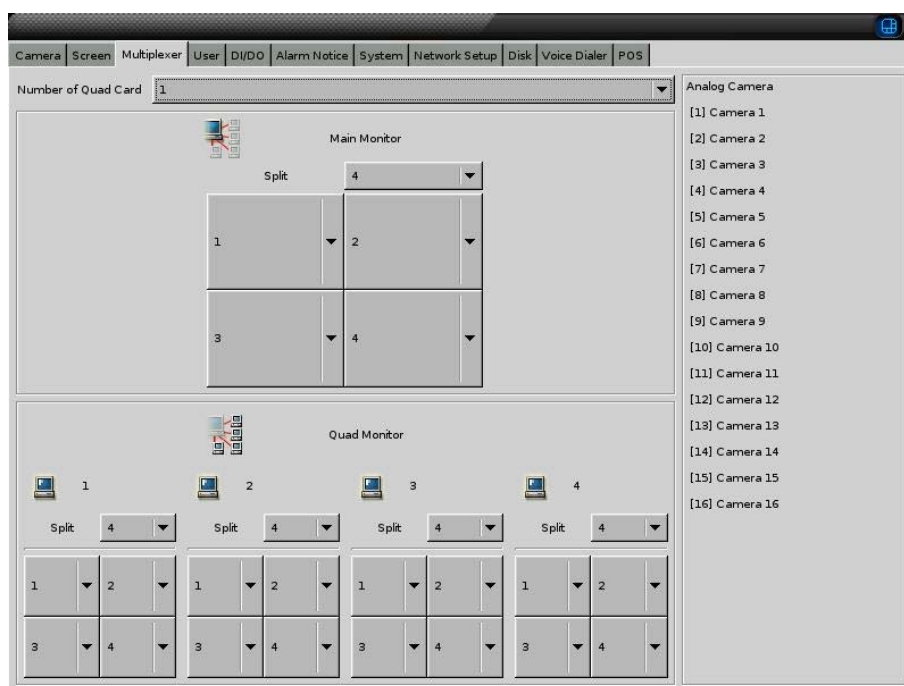 Camera Screen Multiplexer User DI/DO Alarm Notice System Network Setup Disk Voice Dialer POS
Number of Quad Card 1
Main Monitor
Split 4
1 2
3 4
Quad Monitor
1 2 3 4
Split 4 Split 4 Split 4 Split 4
1 2 1 2 1 2 1 2
3 4 3 4 3 4 3 4
Analog Camera
[1] Camera 1
[2] Camera 2
[3] Camera 3
[4] Camera 4
[5] Camera 5
[6] Camera 6
[7] Camera 7
[8] Camera 8
[9] Camera 9
[10] Camera 10
[11] Camera 11
[12] Camera 12
[13] Camera 13
[14] Camera 14
[15] Camera 15
[16] Camera 16